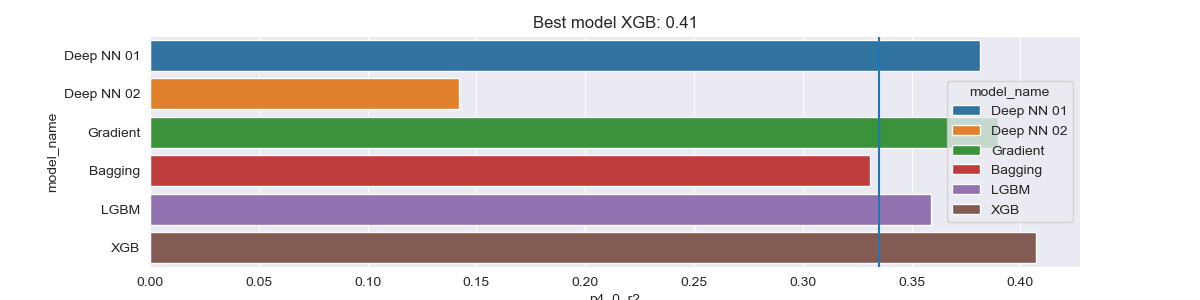 Best model XGB: 0.41
model_name
Deep NN 01
Deep NN 02
Gradient
Bagging
LGBM
XGB
model_name
Deep NN 01
Deep NN 02
Gradient
Bagging
LGBM
XGB
0.00 0.05 0.10 0.15 0.20 0.25 0.30 0.35 0.40